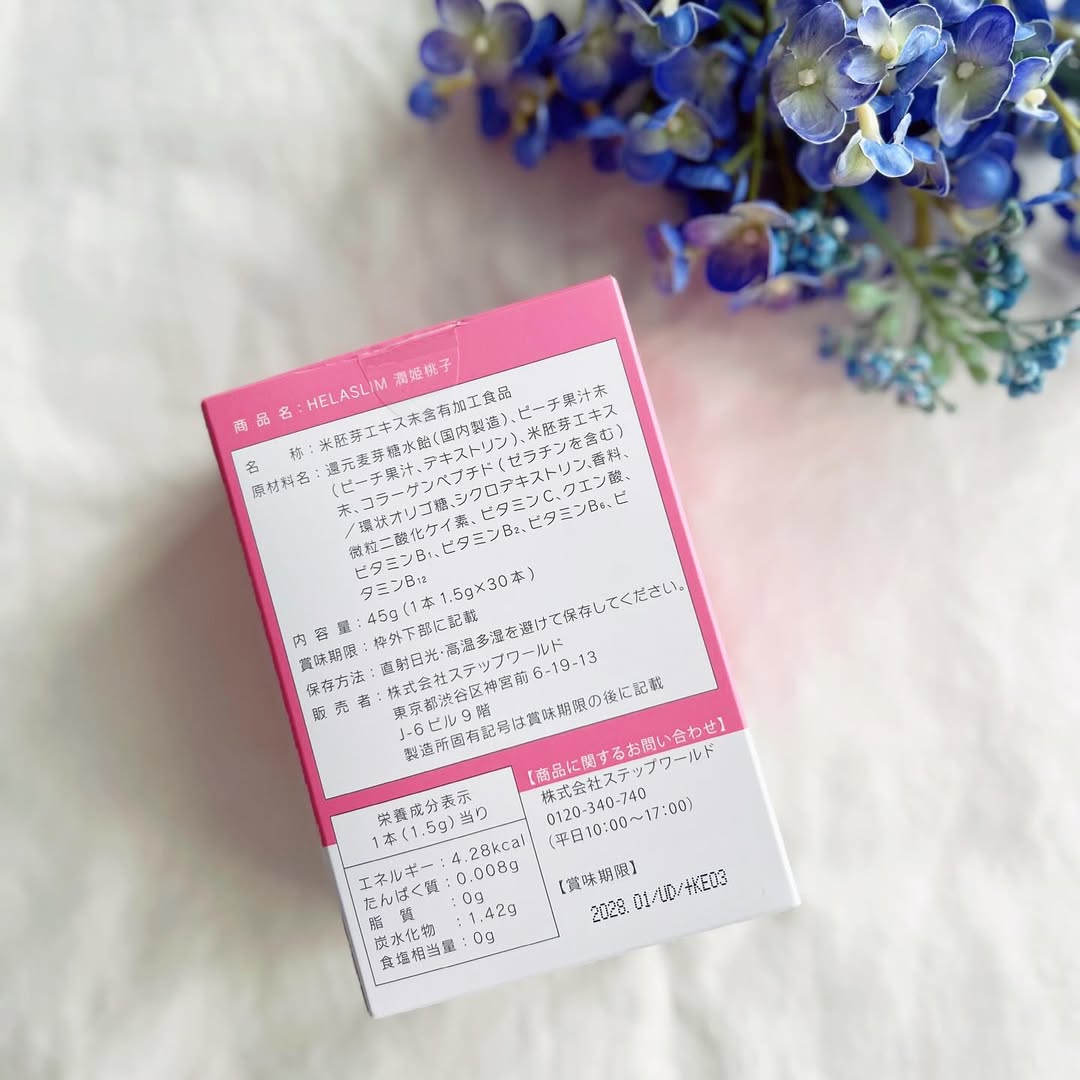 商品名：HELASLIM 潤姫桃子
名称：米胚芽エキス末含有加工食品
原材料名：還元麦芽糖水飴(国内製造)、ピーチ果汁末
(ピーチ果汁、デキストリン)、米胚芽エキス
末、コラーゲンペプチド(ゼラチンを含む)
／環状オリゴ糖、シクロデキストリン、香料、
微粒二酸化ケイ素、ビタミンC、クエン酸、
ビタミンB₁、ビタミンB₂、ビタミンB₆、ビ
タミンB₁₂
内容量：45g(1本1.5g×30本)
賞味期限：枠外下部に記載
保存方法：直射日光・高温多湿を避けて保存してください。
販売者：株式会社ステップワールド
東京都渋谷区神宮前6-19-13
J-6ビル9階
製造所固有記号は賞味期限の後に記載
栄養成分表示
1本(1.5g)当り
エネルギー：4.28kcal
たんぱく質：0.008g
脂質：0g
炭水化物：1.42g
食塩相当量：0g
【商品に関するお問い合わせ】
株式会社ステップワールド
0120-340-740
(平日10：00～17：00)
【賞味期限】
2028.01/UD/+KE03